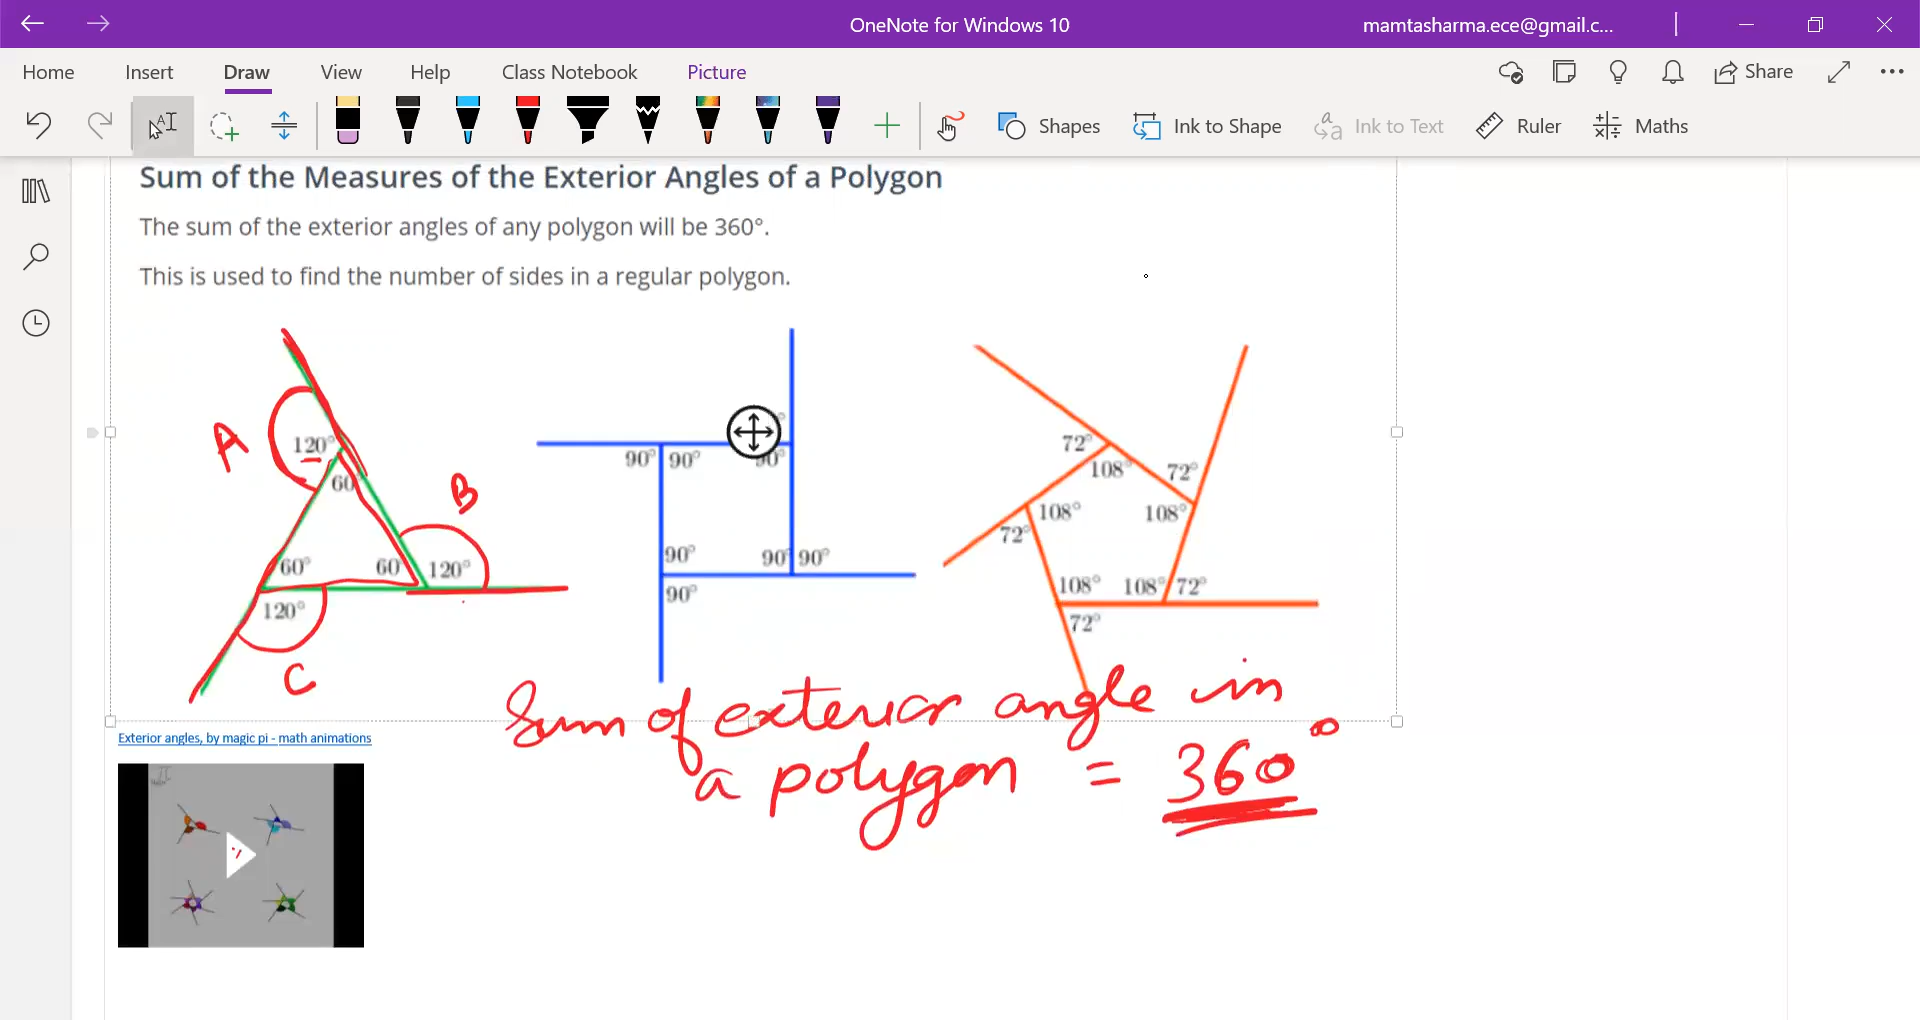 OneNote for Windows 10
mamtasharma.ece@gmail.c...
Home Insert Draw View Help Class Notebook Picture
Share
Shapes Ink to Shape Ink to Text Ruler Maths
Sum of the Measures of the Exterior Angles of a Polygon
The sum of the exterior angles of any polygon will be 360°.
This is used to find the number of sides in a regular polygon.
A
120°
60
B
60° 60 120°
120°
C
90° 90° 90°
90° 90° 90°
90°
72°
108° 72°
108° 108°
72°
108° 108° 72°
72°
Sum of exterior angle in
a polygon = 360°
Exterior angles, by magic pi - math animations